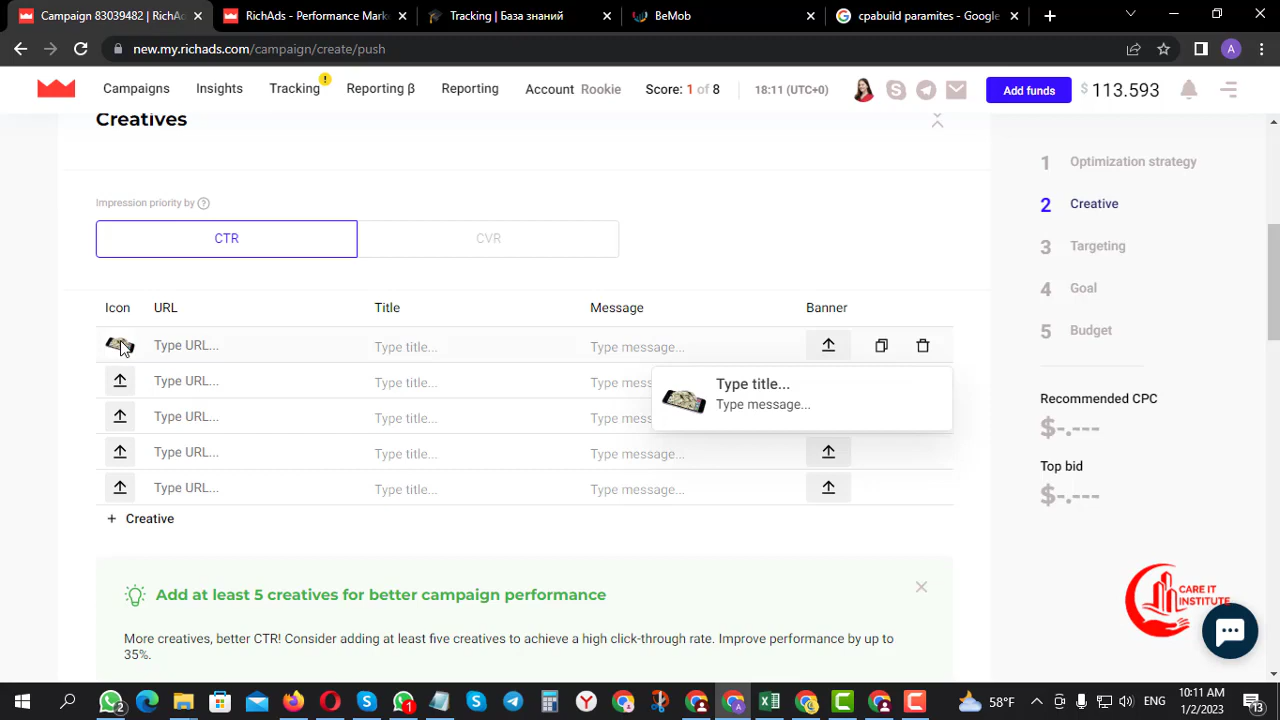 Campaign 83039482 | RichAd
RichAds - Performance Mark
Tracking | База знаний
BeMob
cpabuild paramites - Google
new.my.richads.com/campaign/create/push
A
Campaigns
Insights
Tracking
!
Reporting β
Reporting
Account Rookie
Score: 1 of 8
18:11 (UTC+0)
Add funds
$ 113.593
Creatives
Impression priority by ?
CTR
CVR
Icon
URL
Title
Message
Banner
Type URL...
Type title...
Type message...
Type URL...
Type title...
Type mess
Type URL...
Type title...
Type mess
Type URL...
Type title...
Type message...
Type URL...
Type title...
Type message...
Type title...
Type message...
+ Creative
Add at least 5 creatives for better campaign performance
More creatives, better CTR! Consider adding at least five creatives to achieve a high click-through rate. Improve performance by up to
35%.
1 Optimization strategy
2 Creative
3 Targeting
4 Goal
5 Budget
Recommended CPC
$-.---
Top bid
$-.---
CARE IT
INSTITUTE
2
1
58°F
ENG
10:11 AM
1/2/2023
13